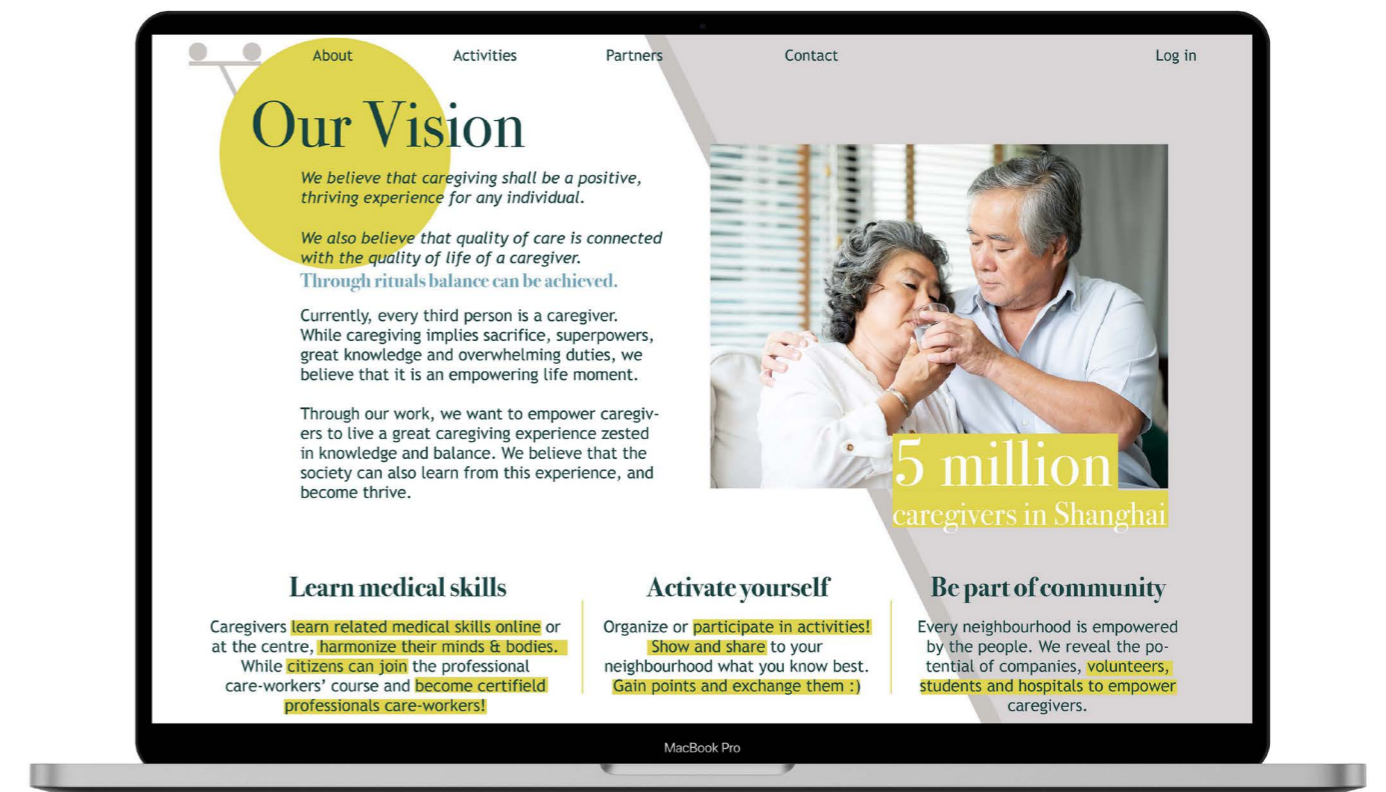 About
Activities
Partners
Contact
Log in
Our Vision
We believe that caregiving shall be a positive,
thriving experience for any individual.
We also believe that quality of care is connected
with the quality of life of a caregiver.
Through rituals balance can be achieved.
Currently, every third person is a caregiver.
While caregiving implies sacrifice, superpowers,
great knowledge and overwhelming duties, we
believe that it is an empowering life moment.
Through our work, we want to empower caregiv-
ers to live a great caregiving experience zested
in knowledge and balance. We believe that the
society can also learn from this experience, and
become thrive.
5 million
caregivers in Shanghai
Learn medical skills
Caregivers learn related medical skills online or
at the centre, harmonize their minds & bodies.
While citizens can join the professional
care-workers’ course and become certifield
professionals care-workers!
Activate yourself
Organize or participate in activities!
Show and share to your
neighbourhood what you know best.
Gain points and exchange them :)
Be part of community
Every neighbourhood is empowered
by the people. We reveal the po-
tential of companies, volunteers,
students and hospitals to empower
caregivers.
MacBook Pro